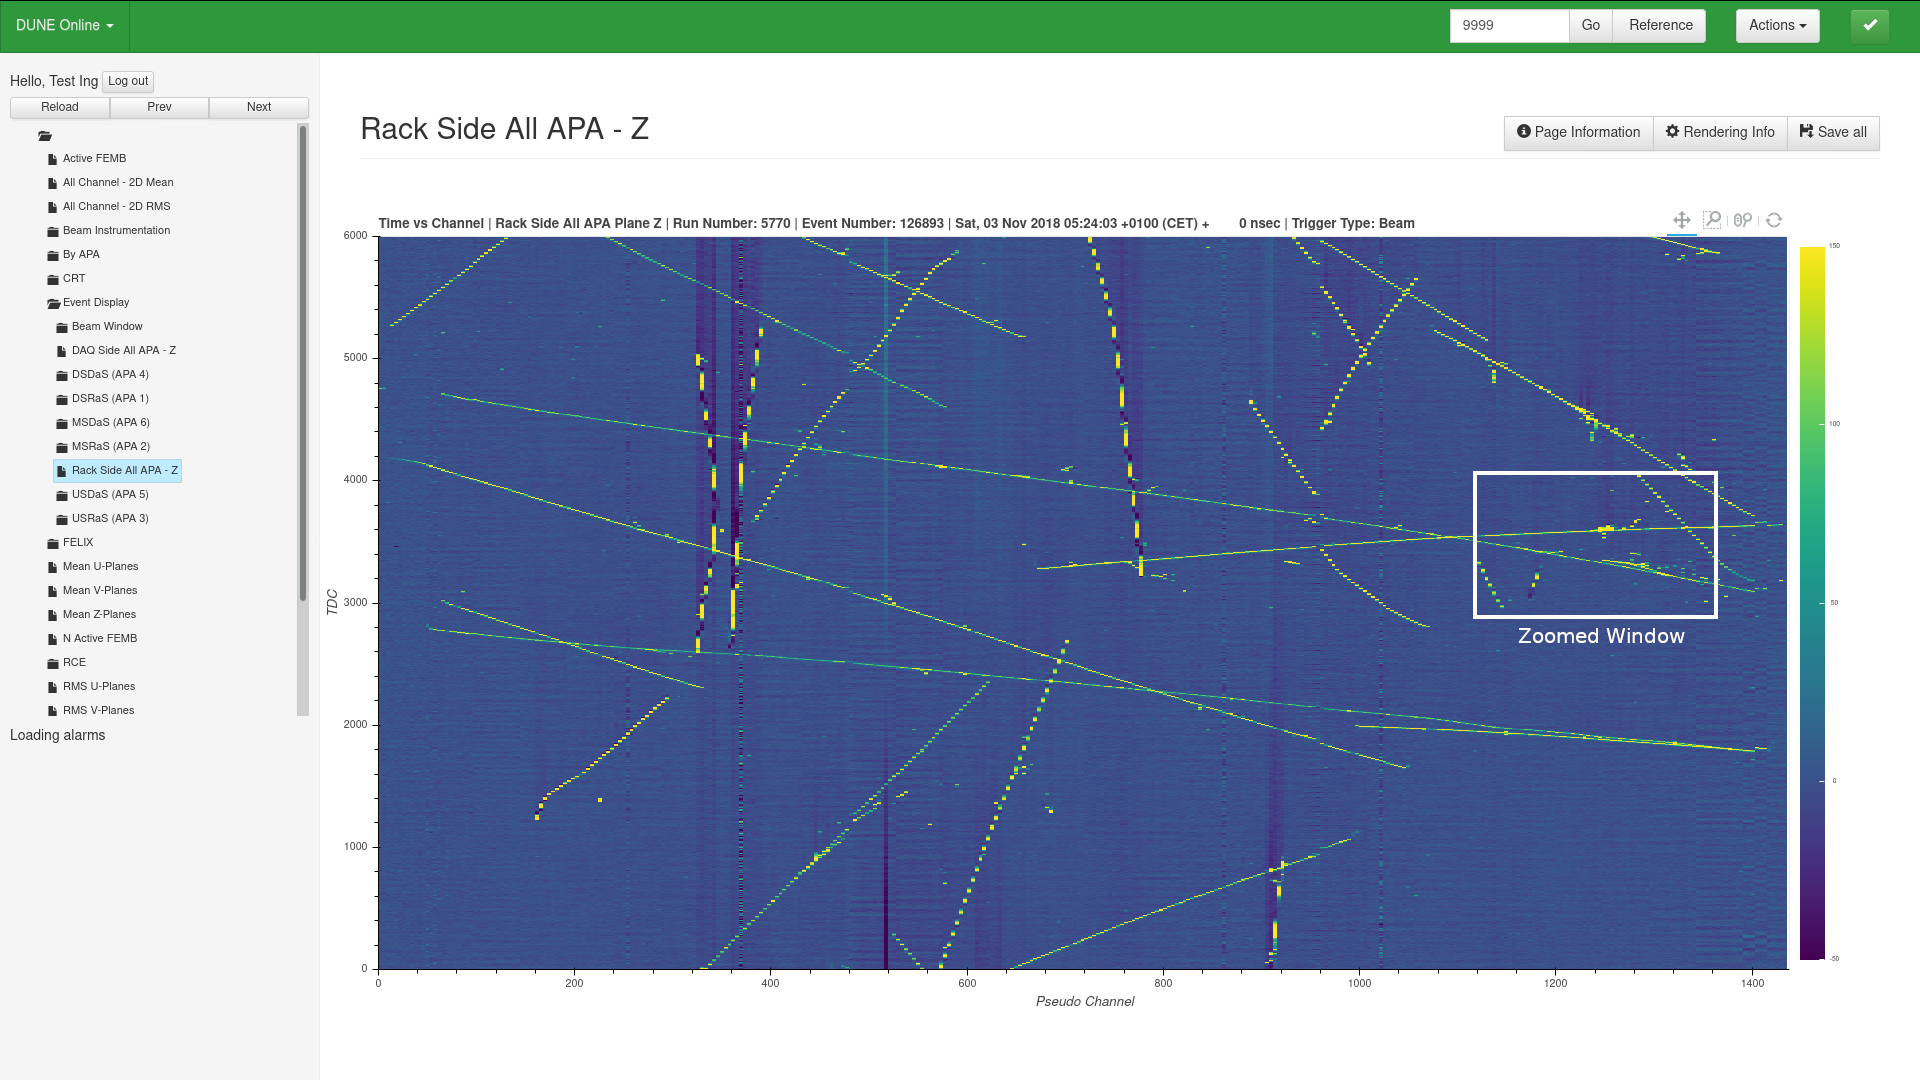 DUNE Online
9999 Go Reference Actions
Hello, Test Ing Log out
Reload Prev Next
Active FEMB
All Channel - 2D Mean
All Channel - 2D RMS
Beam Instrumentation
By APA
CRT
Event Display
Beam Window
DAQ Side All APA - Z
DSDaS (APA 4)
DSRaS (APA 1)
MSDaS (APA 6)
MSRaS (APA 2)
Rack Side All APA - Z
USDaS (APA 5)
USRaS (APA 3)
FELIX
Mean U-Planes
Mean V-Planes
Mean Z-Planes
N Active FEMB
RCE
RMS U-Planes
RMS V-Planes
Loading alarms
Rack Side All APA - Z
Page Information Rendering Info Save all
Time vs Channel | Rack Side All APA Plane Z | Run Number: 5770 | Event Number: 126893 | Sat, 03 Nov 2018 05:24:03 +0100 (CET) + 0 nsec | Trigger Type: Beam
6000
5000
4000
3000
2000
1000
0
TDC
0 200 400 600 800 1000 1200 1400
Pseudo Channel
Zoomed Window
150
100
50
0
-50